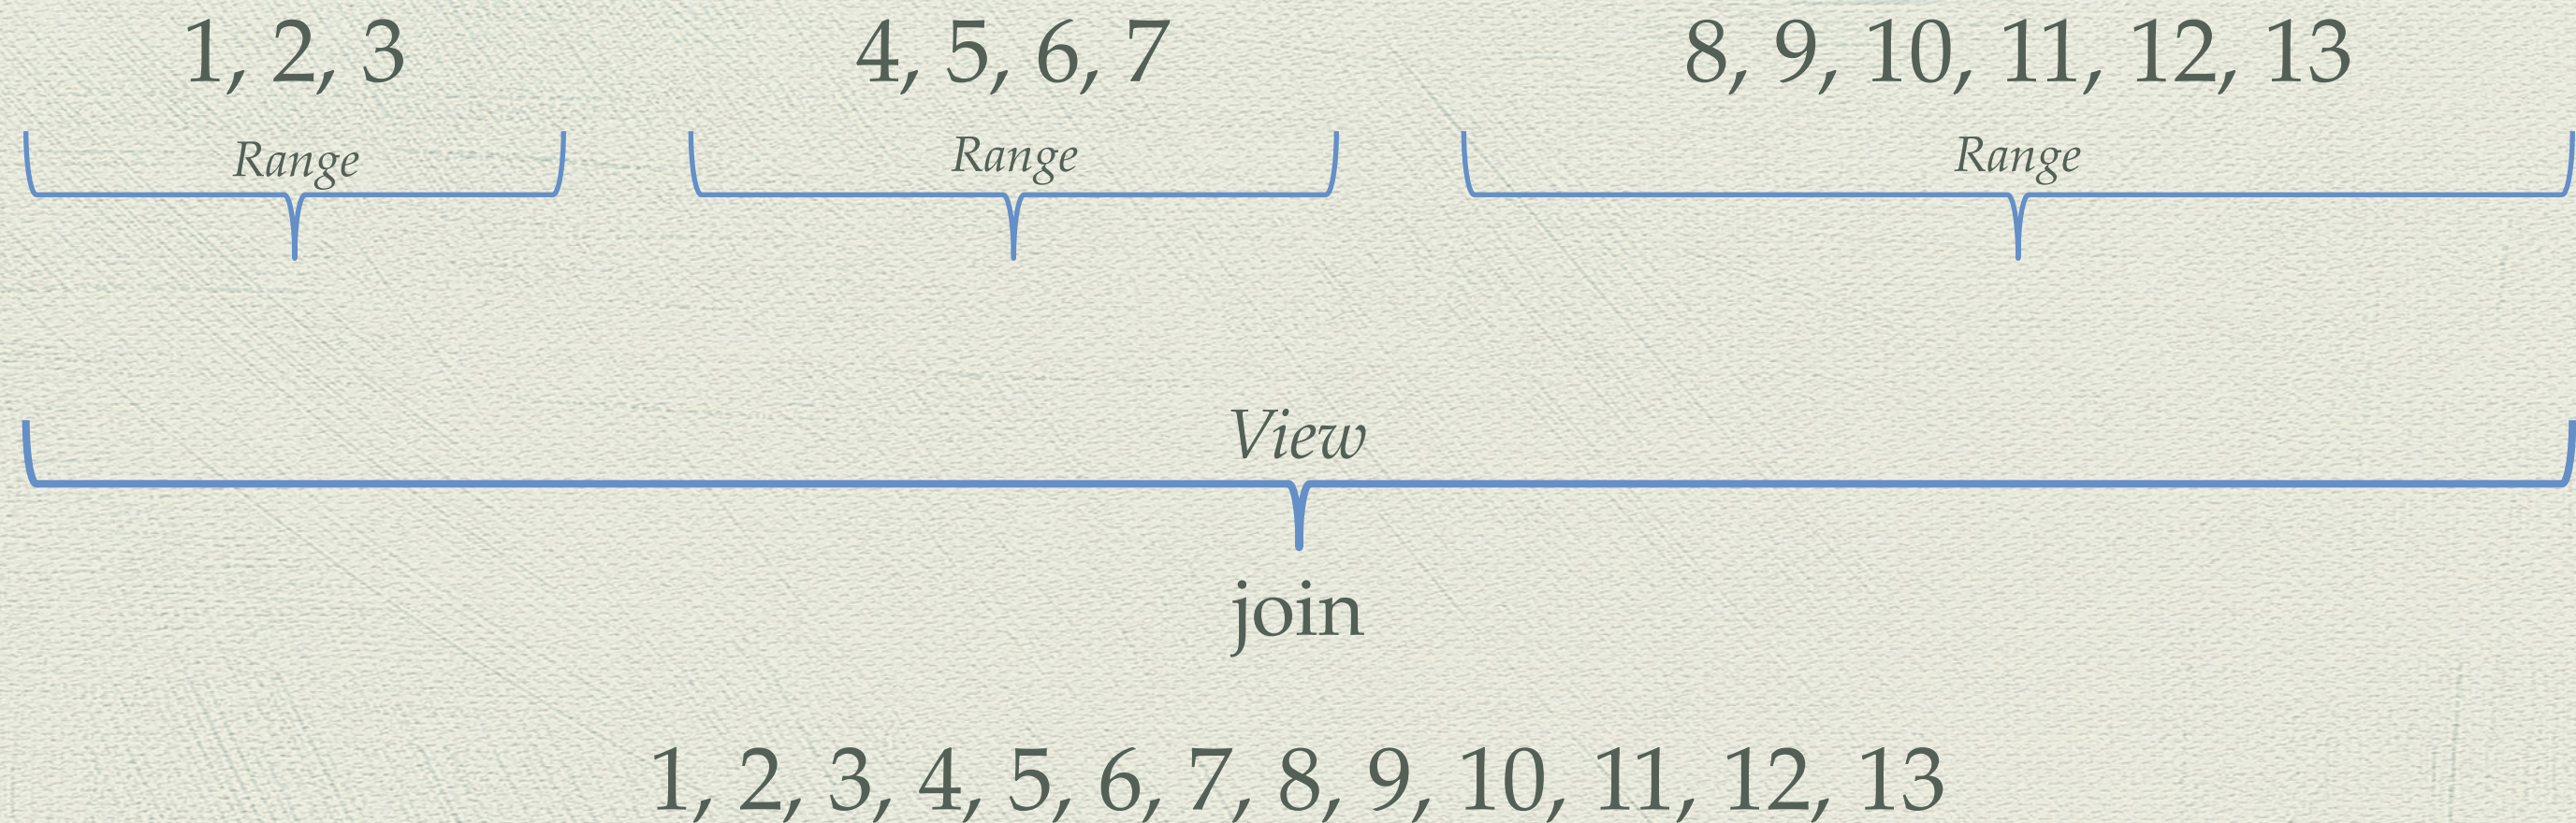 1, 2, 3
4, 5, 6, 7
8, 9, 10, 11, 12, 13
Range
Range
Range
View
join
1, 2, 3, 4, 5, 6, 7, 8, 9, 10, 11, 12, 13